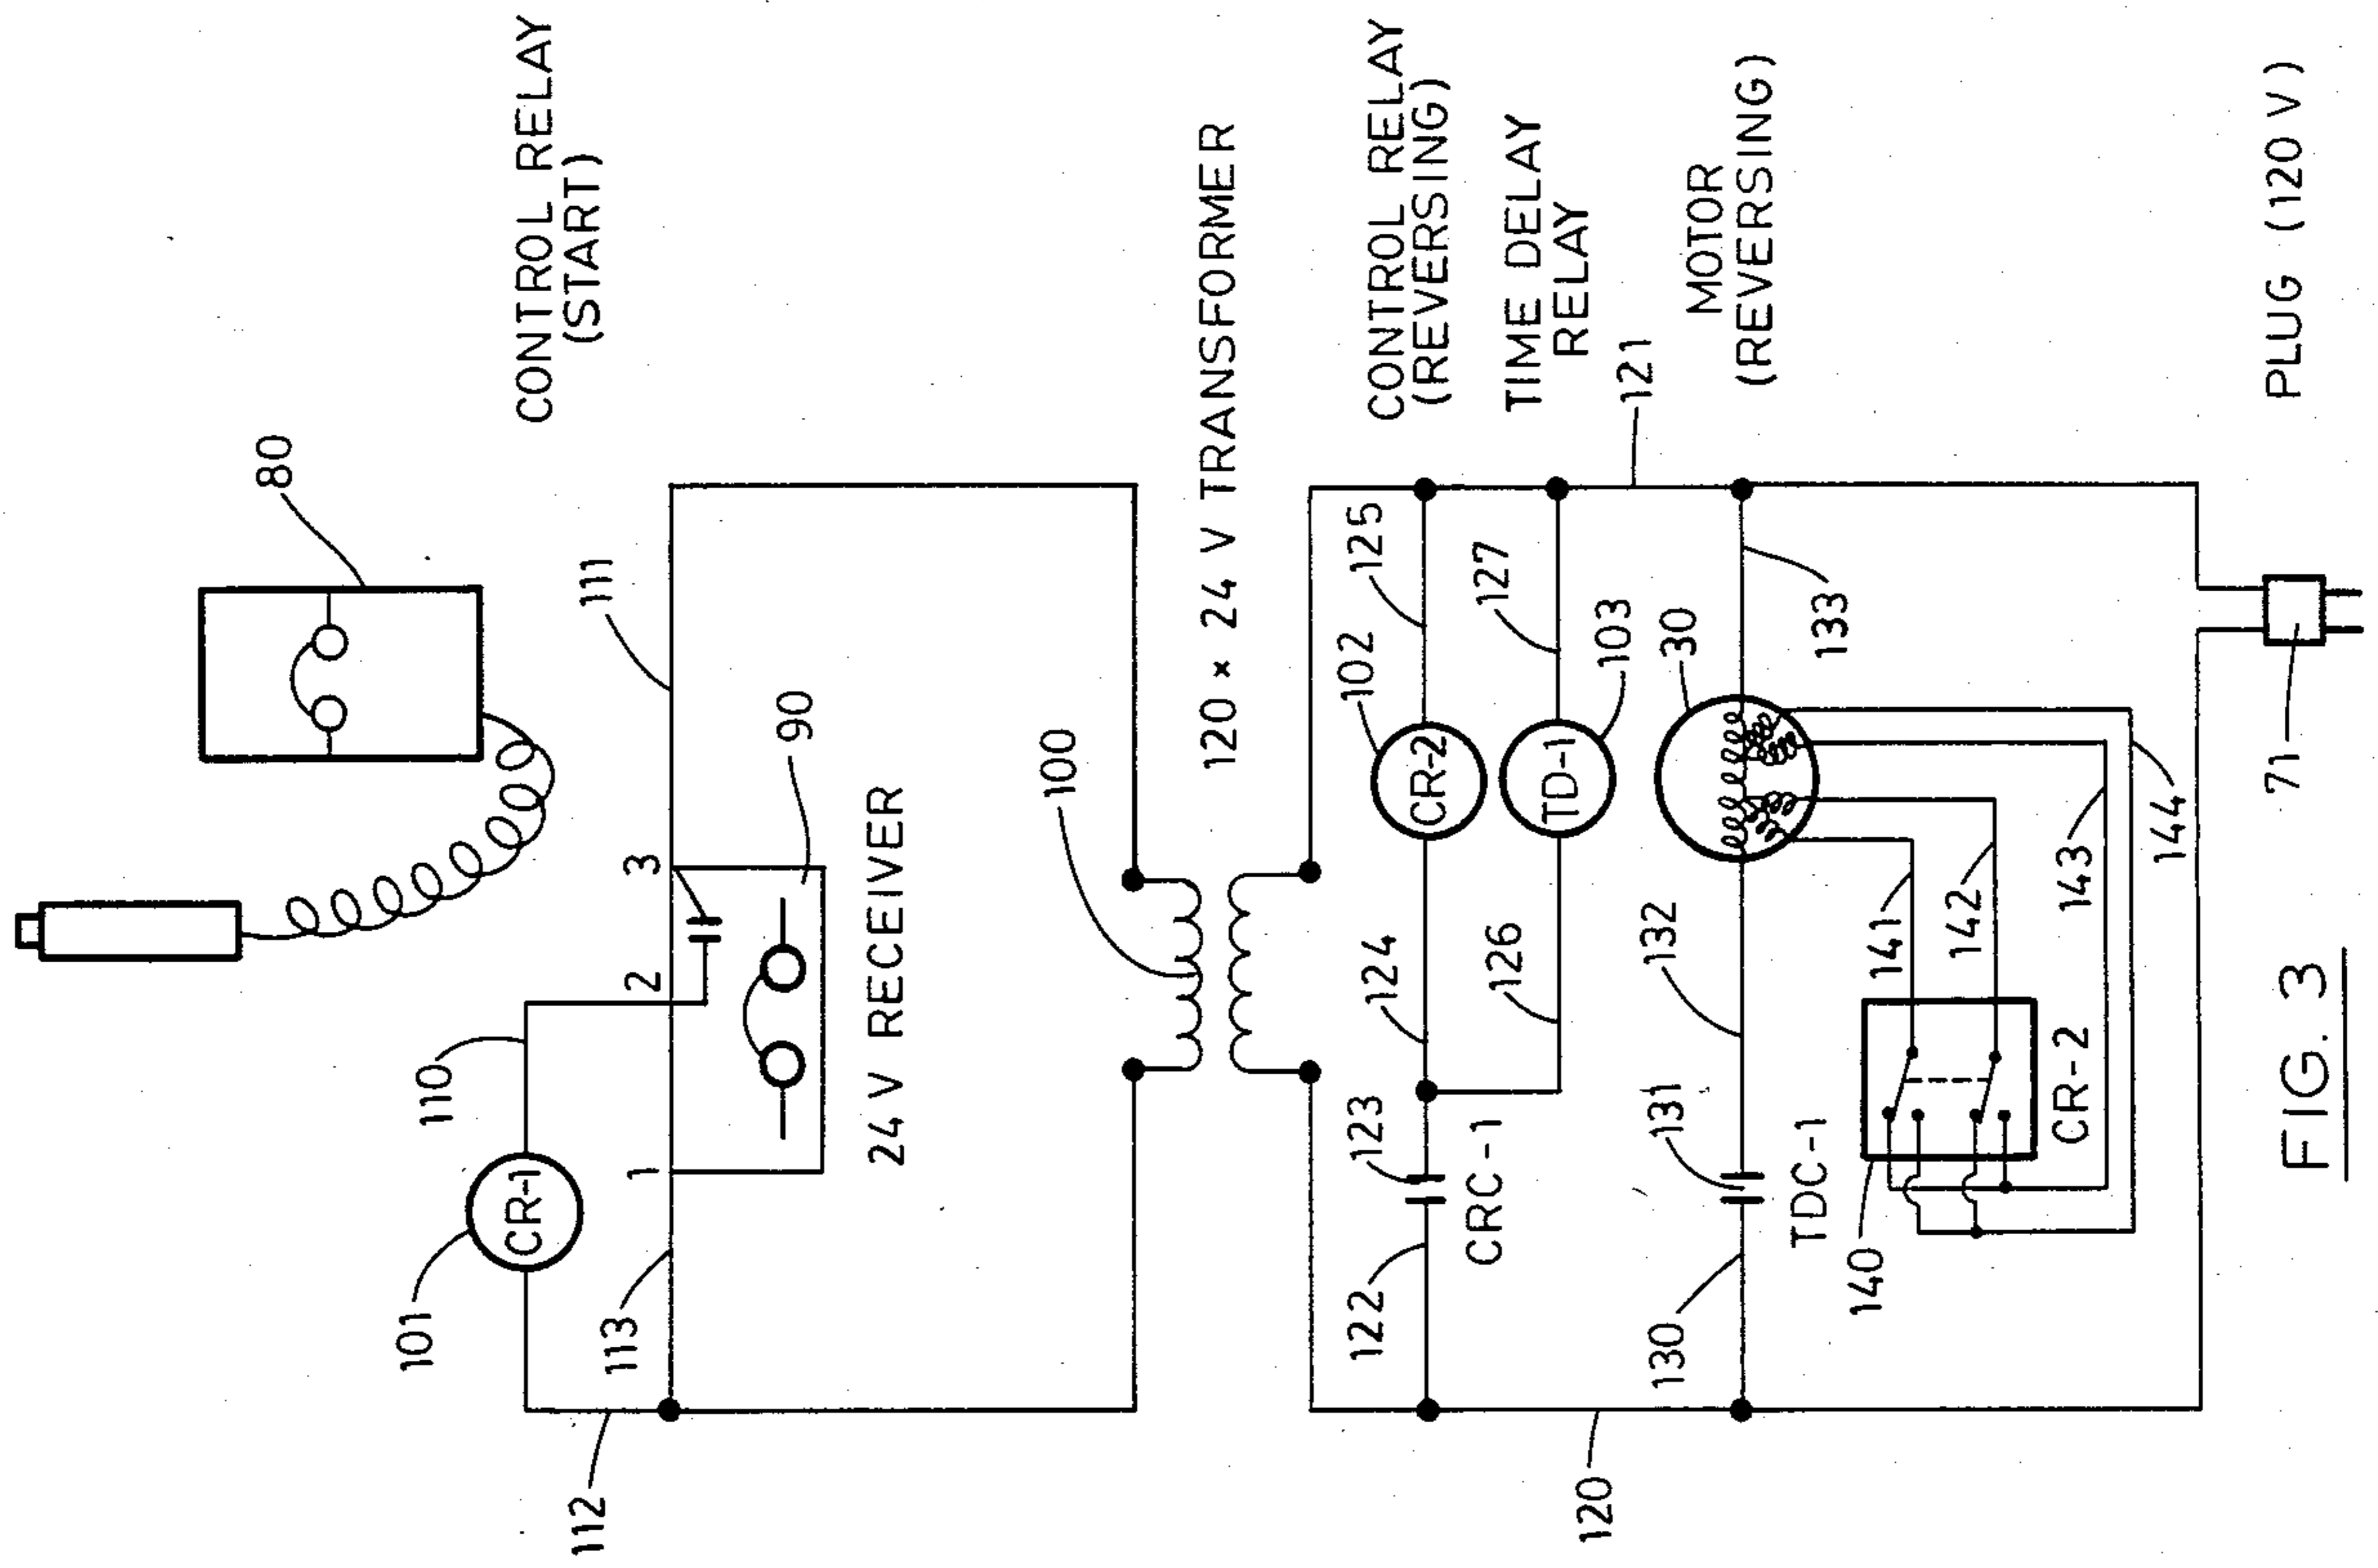 80
CONTROL RELAY
(START)
101
CR-1
110
111
112
113
1
2
3
90
24 V RECEIVER
100
120 × 24 V TRANSFORMER
CONTROL RELAY
(REVERSING)
102
CR-2
122
123
124
125
CRC-1
TIME DELAY
RELAY
126
127
TD-1
103
120
121
MOTOR
(REVERSING)
130
131
132
30
133
TDC-1
140
141
142
CR-2
143
144
71
PLUG (120 V)
FIG. 3